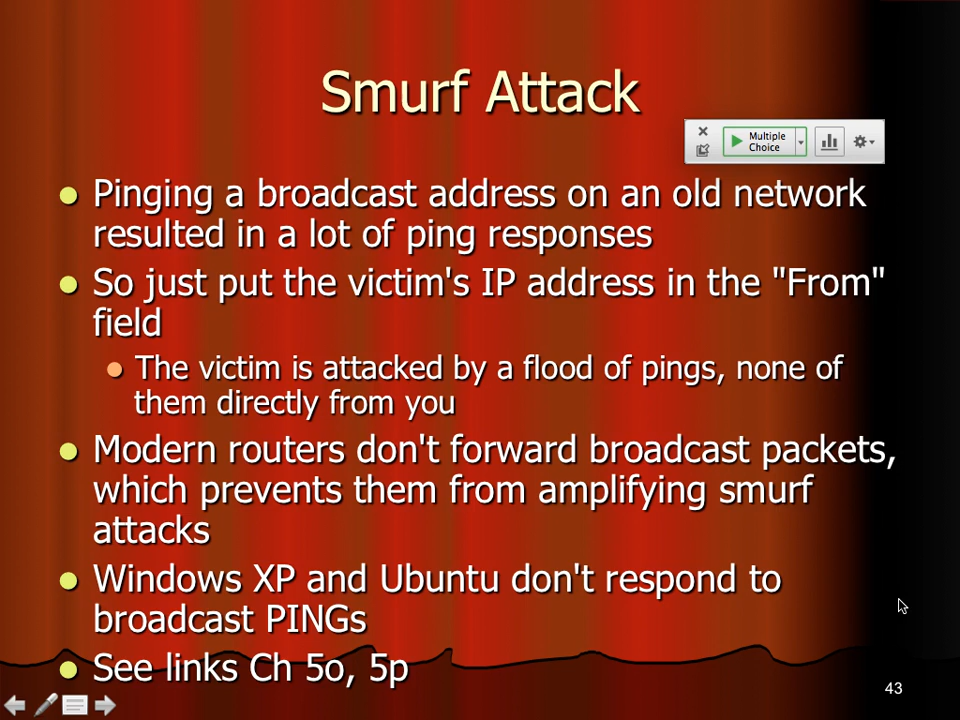 Smurf Attack
Multiple
Choice
Pinging a broadcast address on an old network
resulted in a lot of ping responses
So just put the victim's IP address in the "From"
field
The victim is attacked by a flood of pings, none of
them directly from you
Modern routers don't forward broadcast packets,
which prevents them from amplifying smurf
attacks
Windows XP and Ubuntu don't respond to
broadcast PINGs
See links Ch 5o, 5p
43